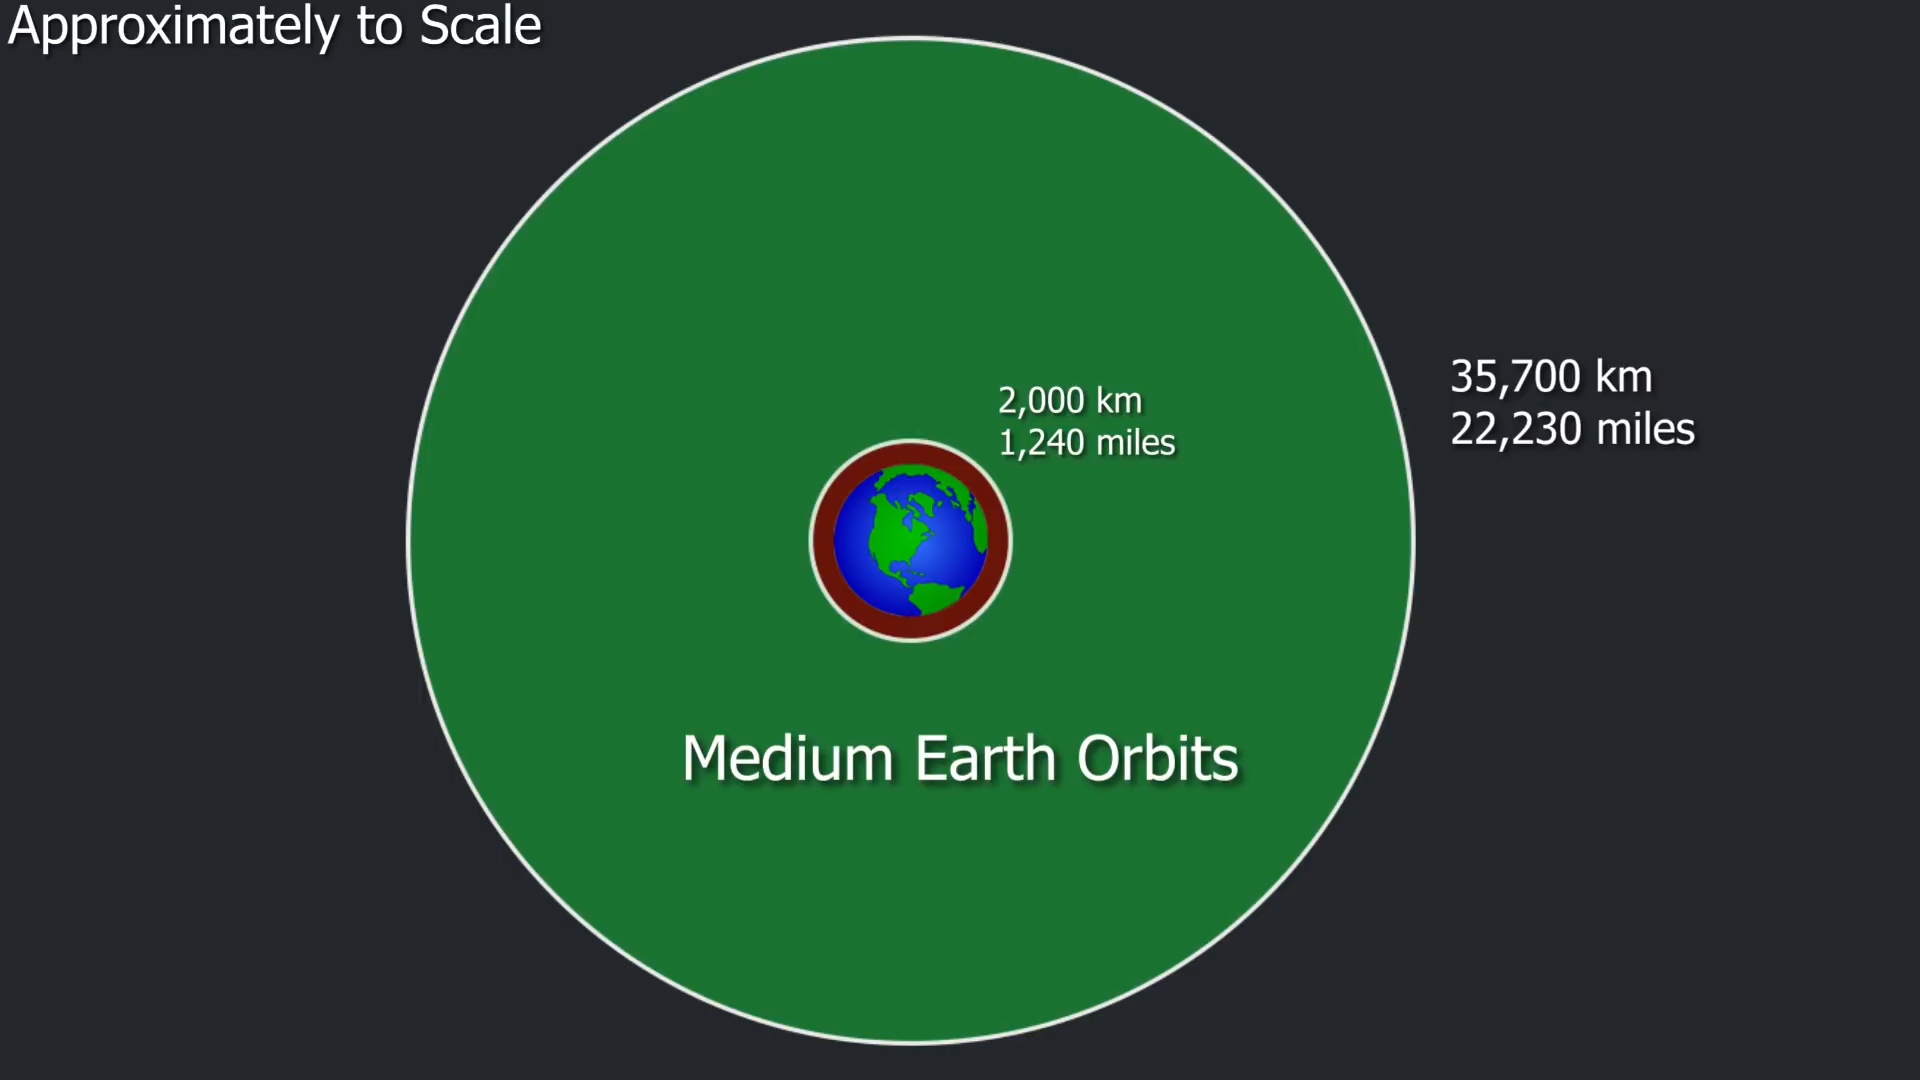 Approximately to Scale
35,700 km
22,230 miles
2,000 km
1,240 miles
Medium Earth Orbits